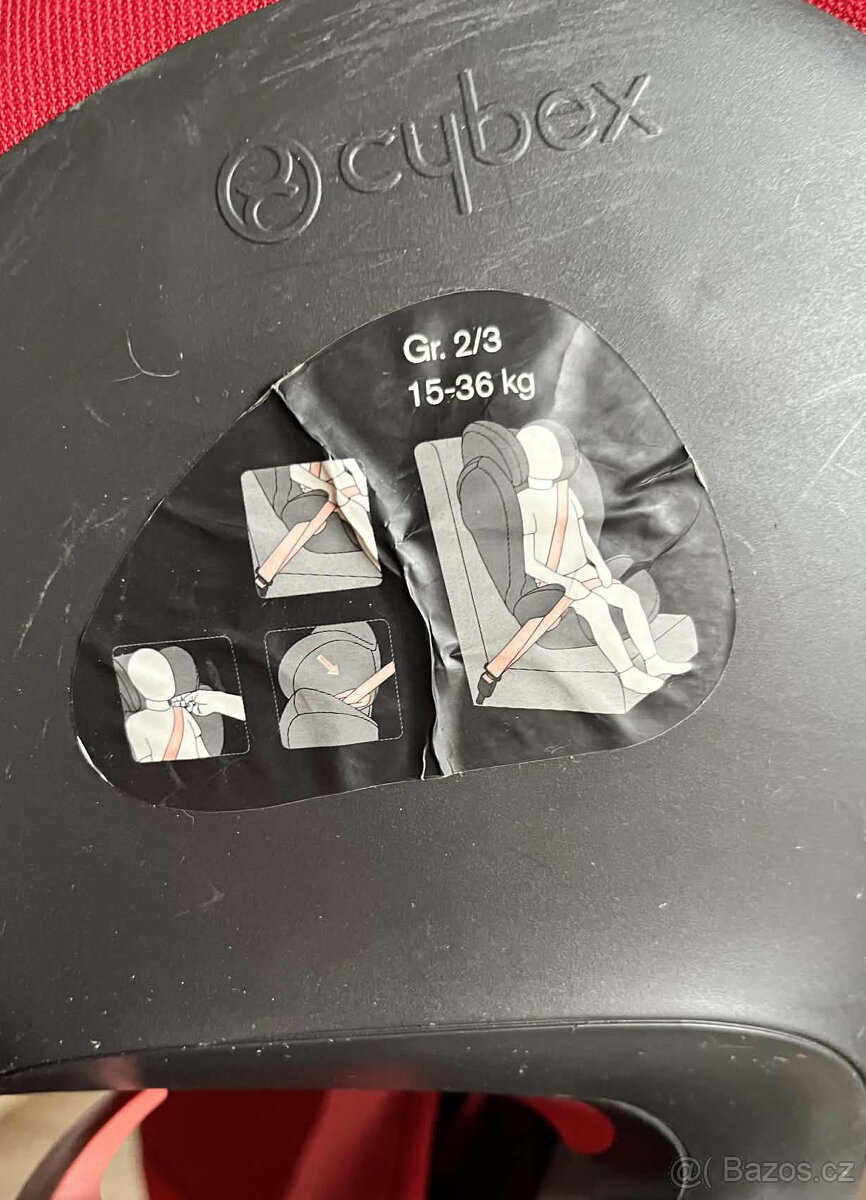 cybex
Gr. 2/3
15-36 kg
@( Bazos.cz